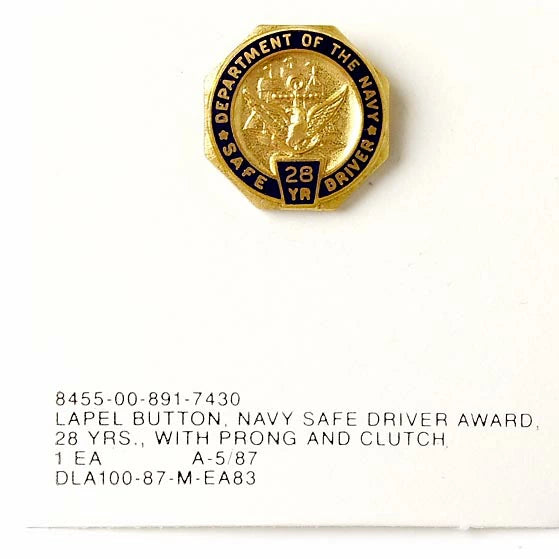 DEPARTMENT OF THE NAVY
SAFE DRIVER
28
YR
8455-00-891-7430
LAPEL BUTTON, NAVY SAFE DRIVER AWARD,
28 YRS., WITH PRONG AND CLUTCH.
1 EA A-5/87
DLA100-87-M-EA83